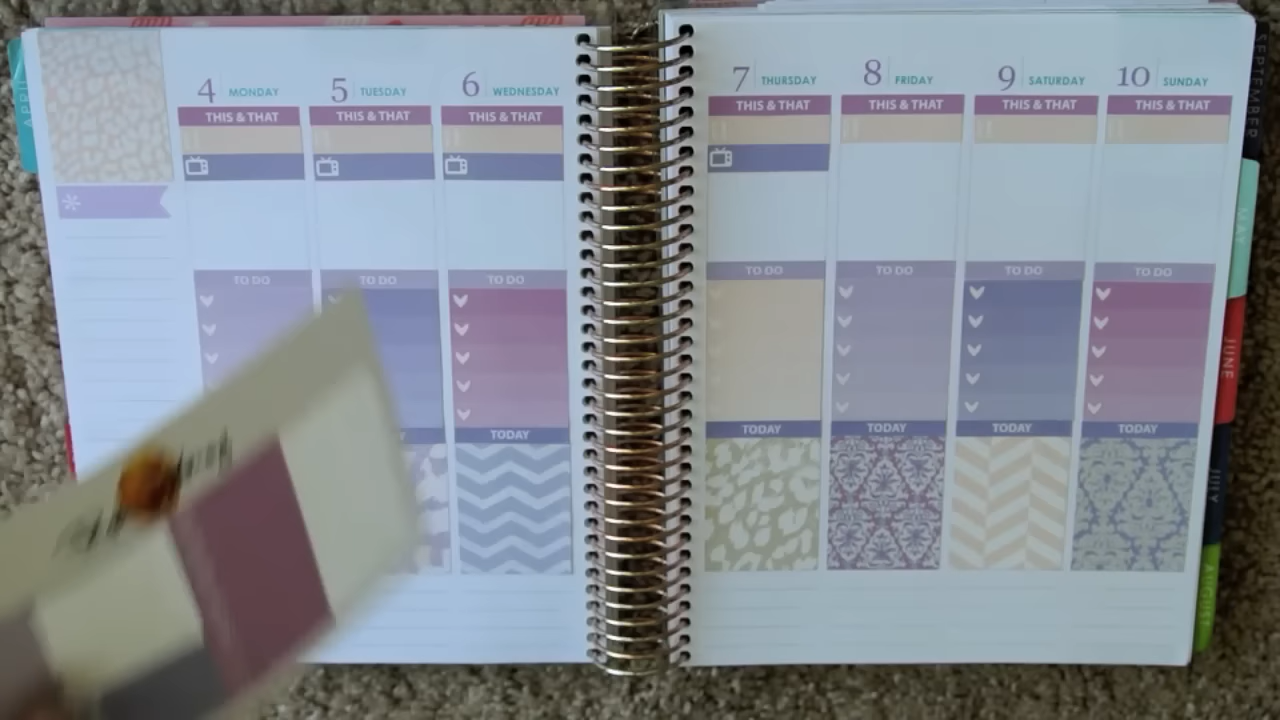 APRIL
4 MONDAY
5 TUESDAY
6 WEDNESDAY
7 THURSDAY
8 FRIDAY
9 SATURDAY
10 SUNDAY
THIS & THAT
THIS & THAT
THIS & THAT
THIS & THAT
THIS & THAT
THIS & THAT
THIS & THAT
TO DO
TO DO
TO DO
TO DO
TO DO
TO DO
TO DO
TODAY
TODAY
TODAY
TODAY
TODAY
SEPTEMBER
MAY
JUNE
JULY
AUGUST